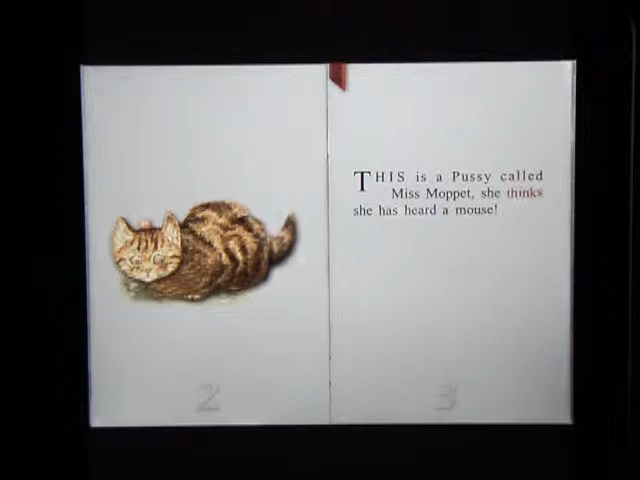 THIS is a Pussy called
Miss Moppet, she thinks
she has heard a mouse!
2
3